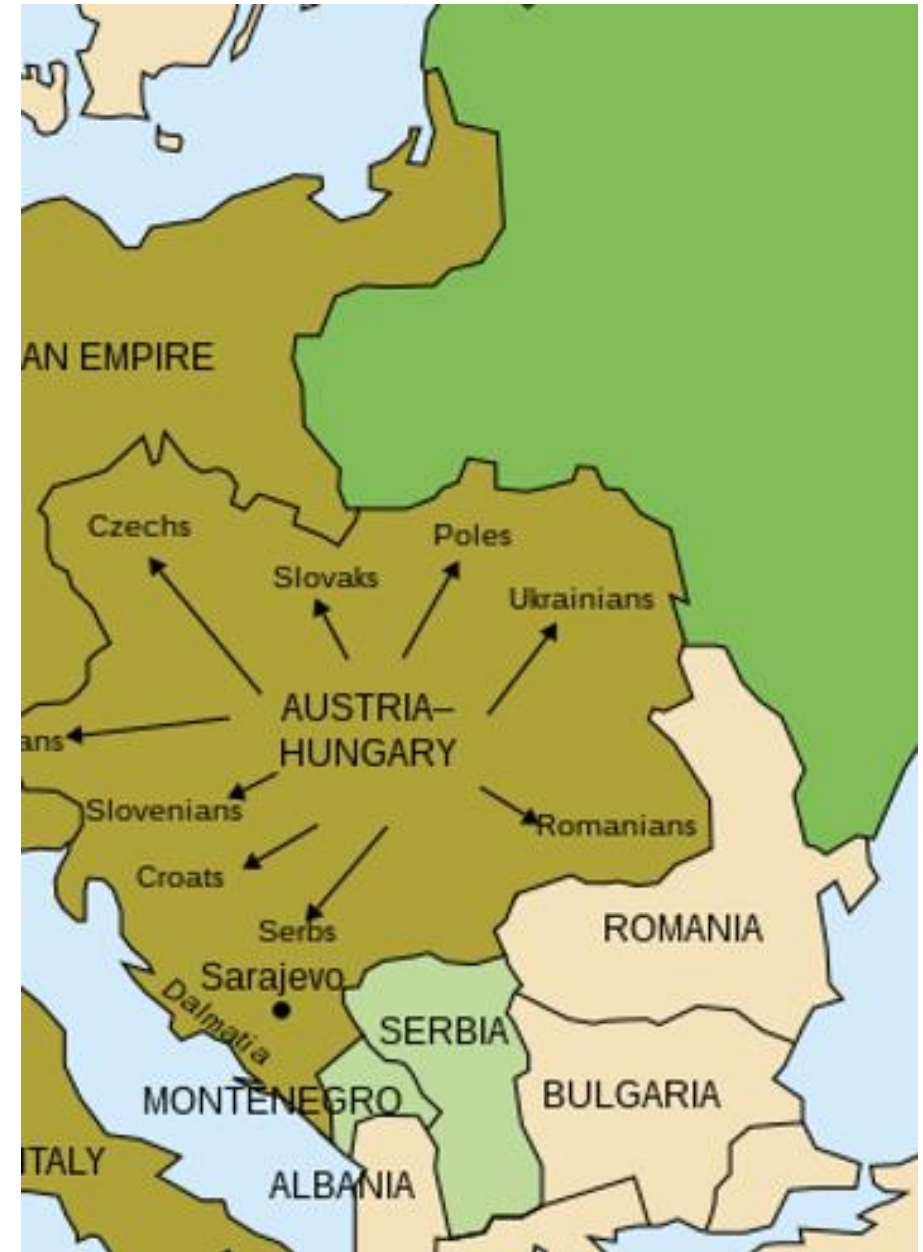 AN EMPIRE
Czechs
Poles
Slovaks
Ukrainians
AUSTRIA–
HUNGARY
ans
Slovenians
Romanians
Croats
Serbs
ROMANIA
Sarajevo
Dalmatia
SERBIA
MONTENEGRO
BULGARIA
ITALY
ALBANIA